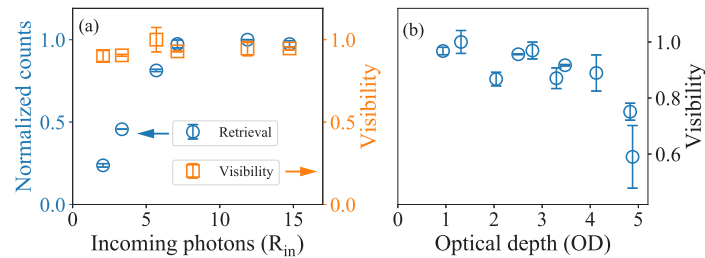 (a)
Normalized counts
1.0
0.5
0.0
Retrieval
Visibility
0
5
10
15
Incoming photons (R_in)
1.0
0.5
0.0
Visibility
(b)
0
1
2
3
4
5
Optical depth (OD)
1.0
0.8
0.6
Visibility